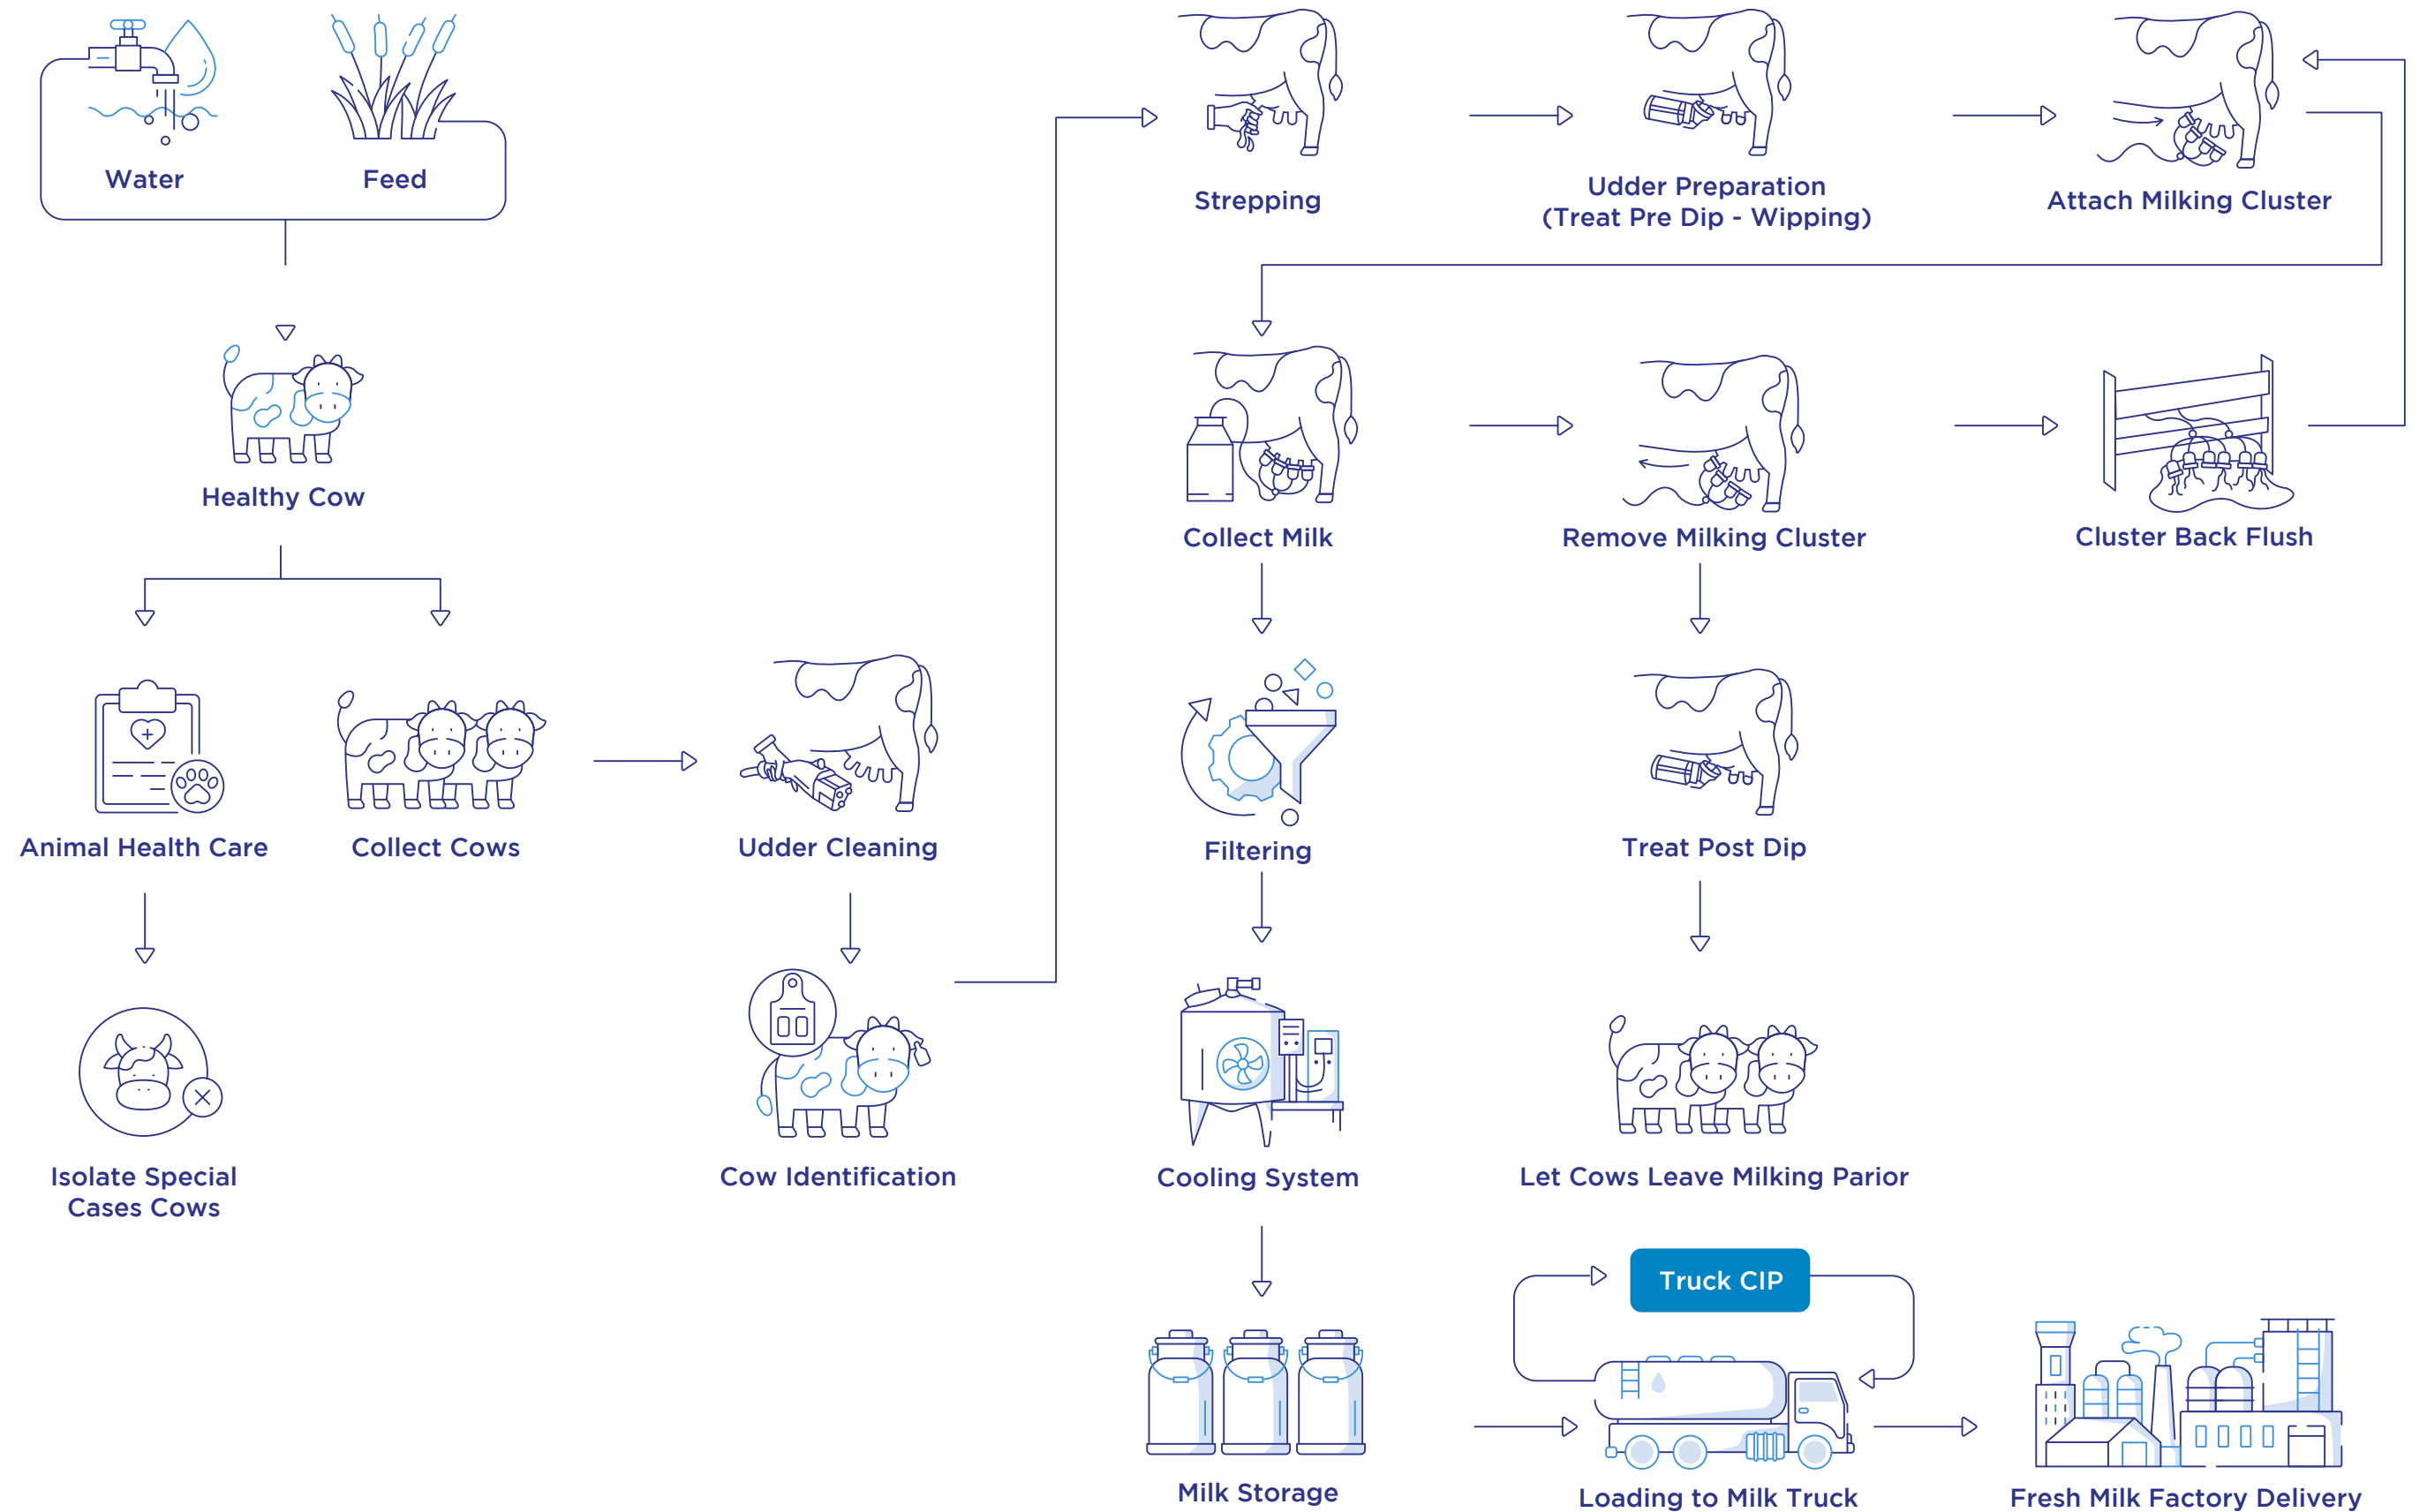 Water
Feed
Healthy Cow
Animal Health Care
Collect Cows
Udder Cleaning
Isolate Special
Cases Cows
Cow Identification
Strepping
Udder Preparation
(Treat Pre Dip - Wipping)
Attach Milking Cluster
Collect Milk
Remove Milking Cluster
Cluster Back Flush
Filtering
Treat Post Dip
Cooling System
Let Cows Leave Milking Parior
Truck CIP
Milk Storage
Loading to Milk Truck
Fresh Milk Factory Delivery